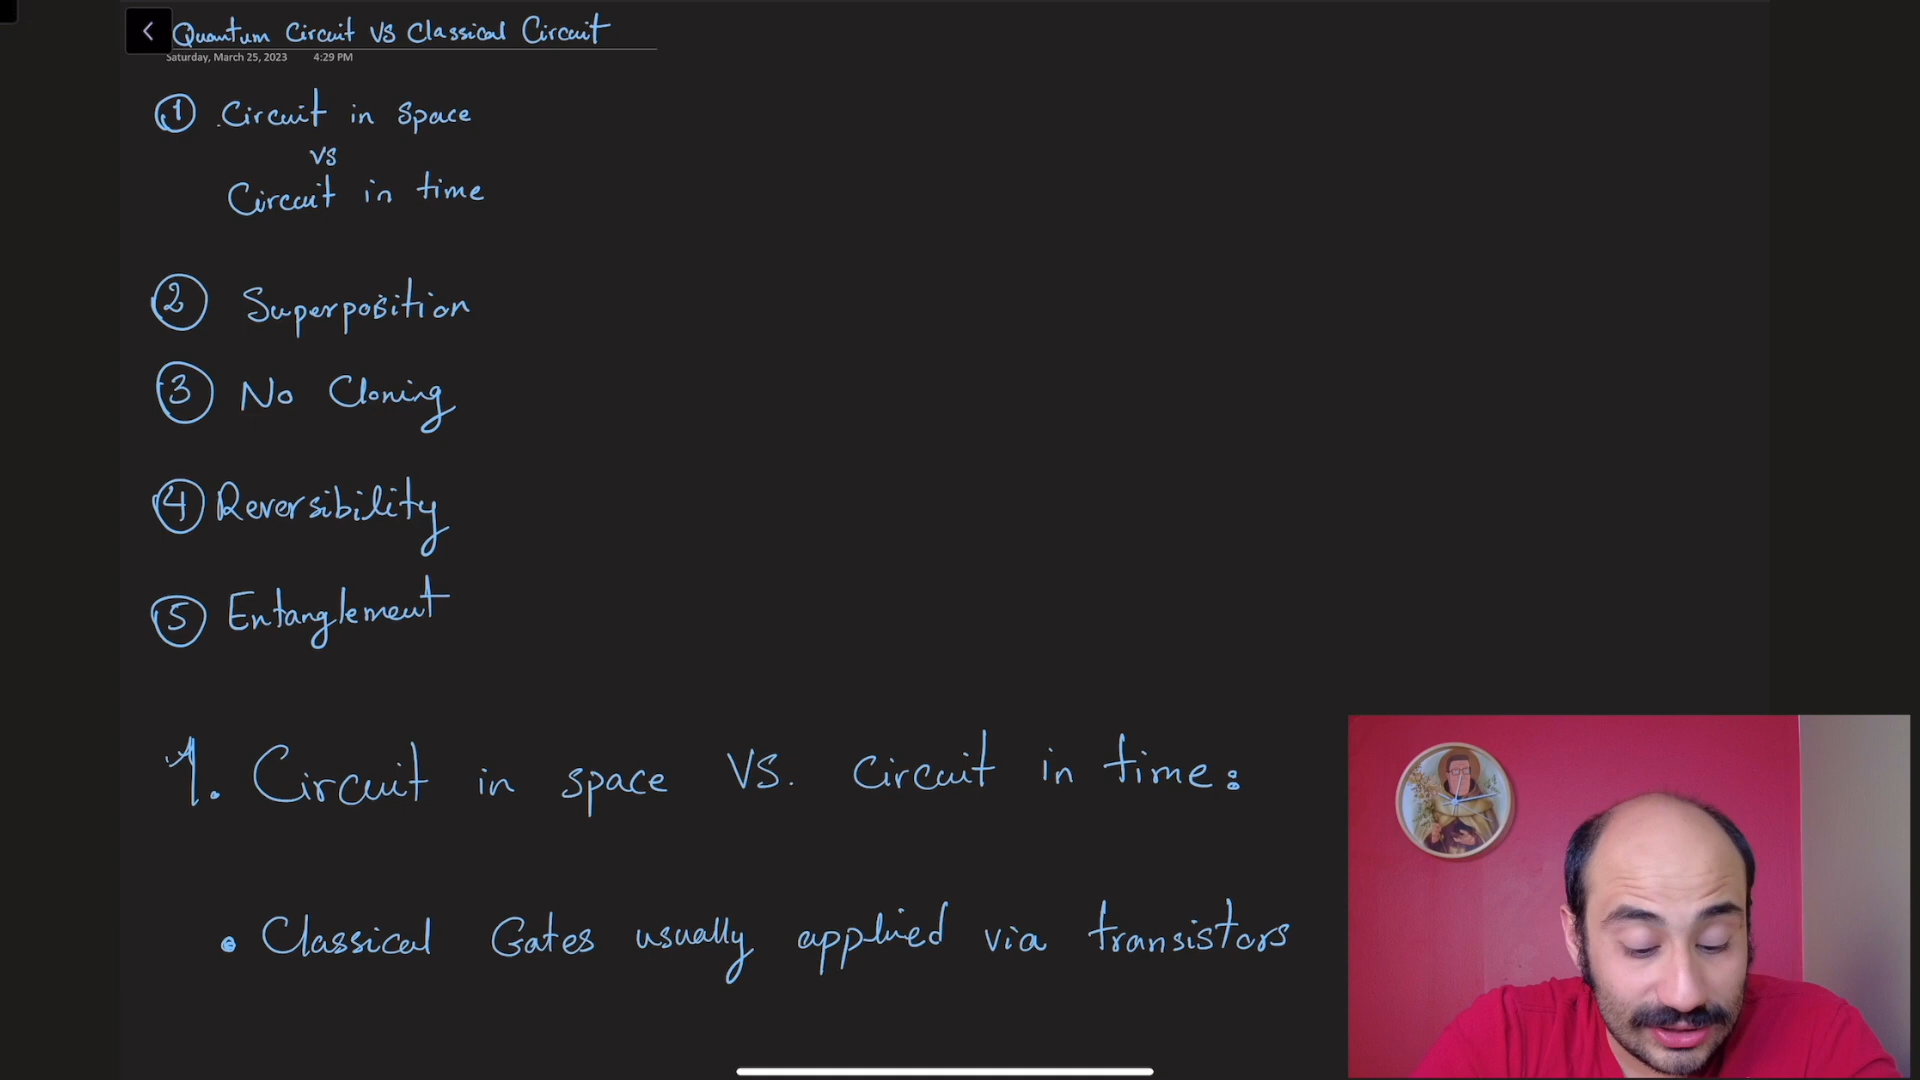 Quantum Circuit VS Classical Circuit
Saturday, March 25, 2023 4:29 PM
1 Circuit in space
VS
Circuit in time
2 Superposition
3 No Cloning
4 Reversibility
5 Entanglement
1. Circuit in space VS. circuit in time:
• Classical Gates usually applied via transistors